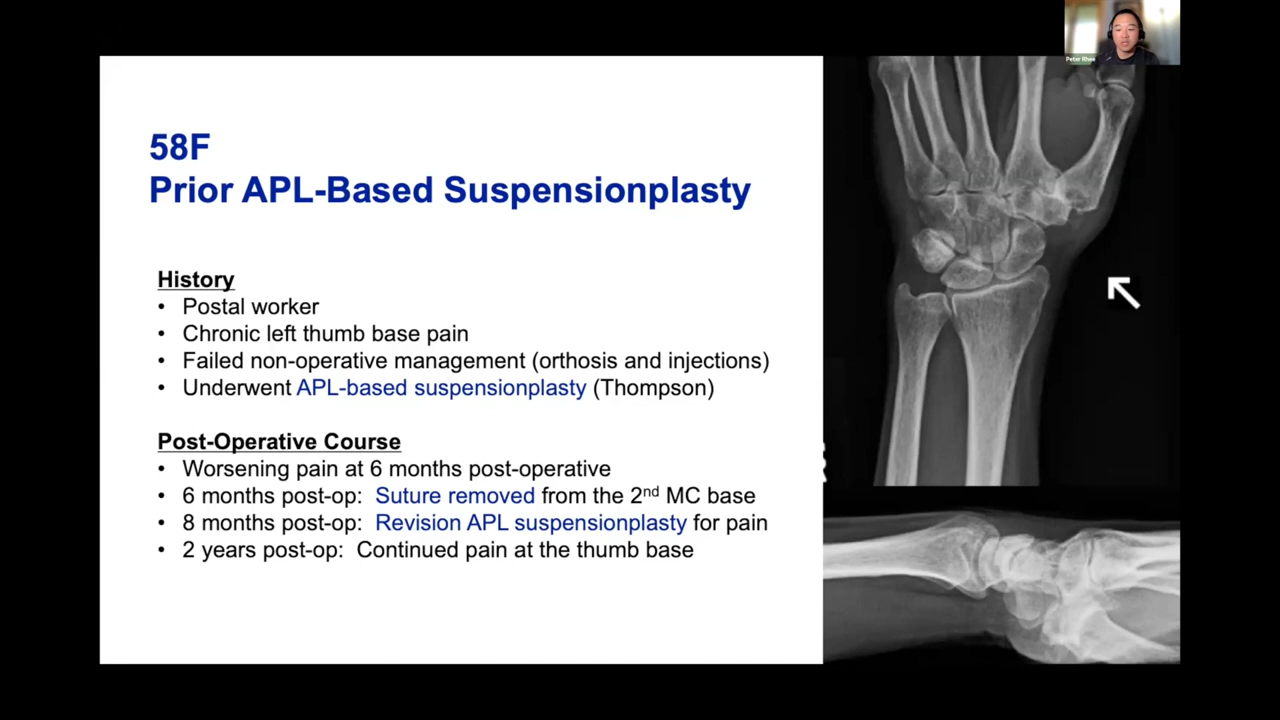 Peter Rhee
58F
Prior APL-Based Suspensionplasty
History
• Postal worker
• Chronic left thumb base pain
• Failed non-operative management (orthosis and injections)
• Underwent APL-based suspensionplasty (Thompson)
Post-Operative Course
• Worsening pain at 6 months post-operative
• 6 months post-op: Suture removed from the 2nd MC base
• 8 months post-op: Revision APL suspensionplasty for pain
• 2 years post-op: Continued pain at the thumb base